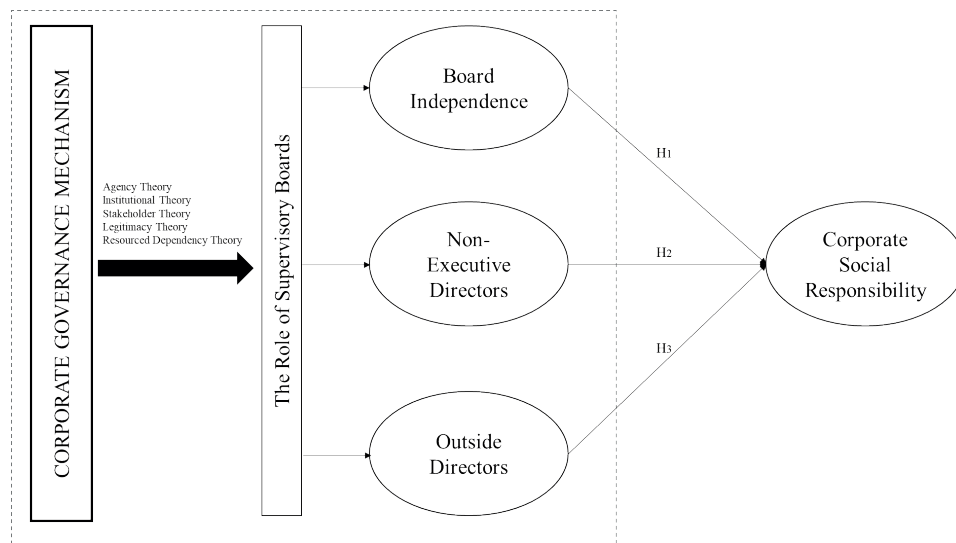 CORPORATE GOVERNANCE MECHANISM
Agency Theory
Institutional Theory
Stakeholder Theory
Legitimacy Theory
Resourced Dependency Theory
The Role of Supervisory Boards
Board
Independence
Non-
Executive
Directors
Outside
Directors
H1
H2
H3
Corporate
Social
Responsibility